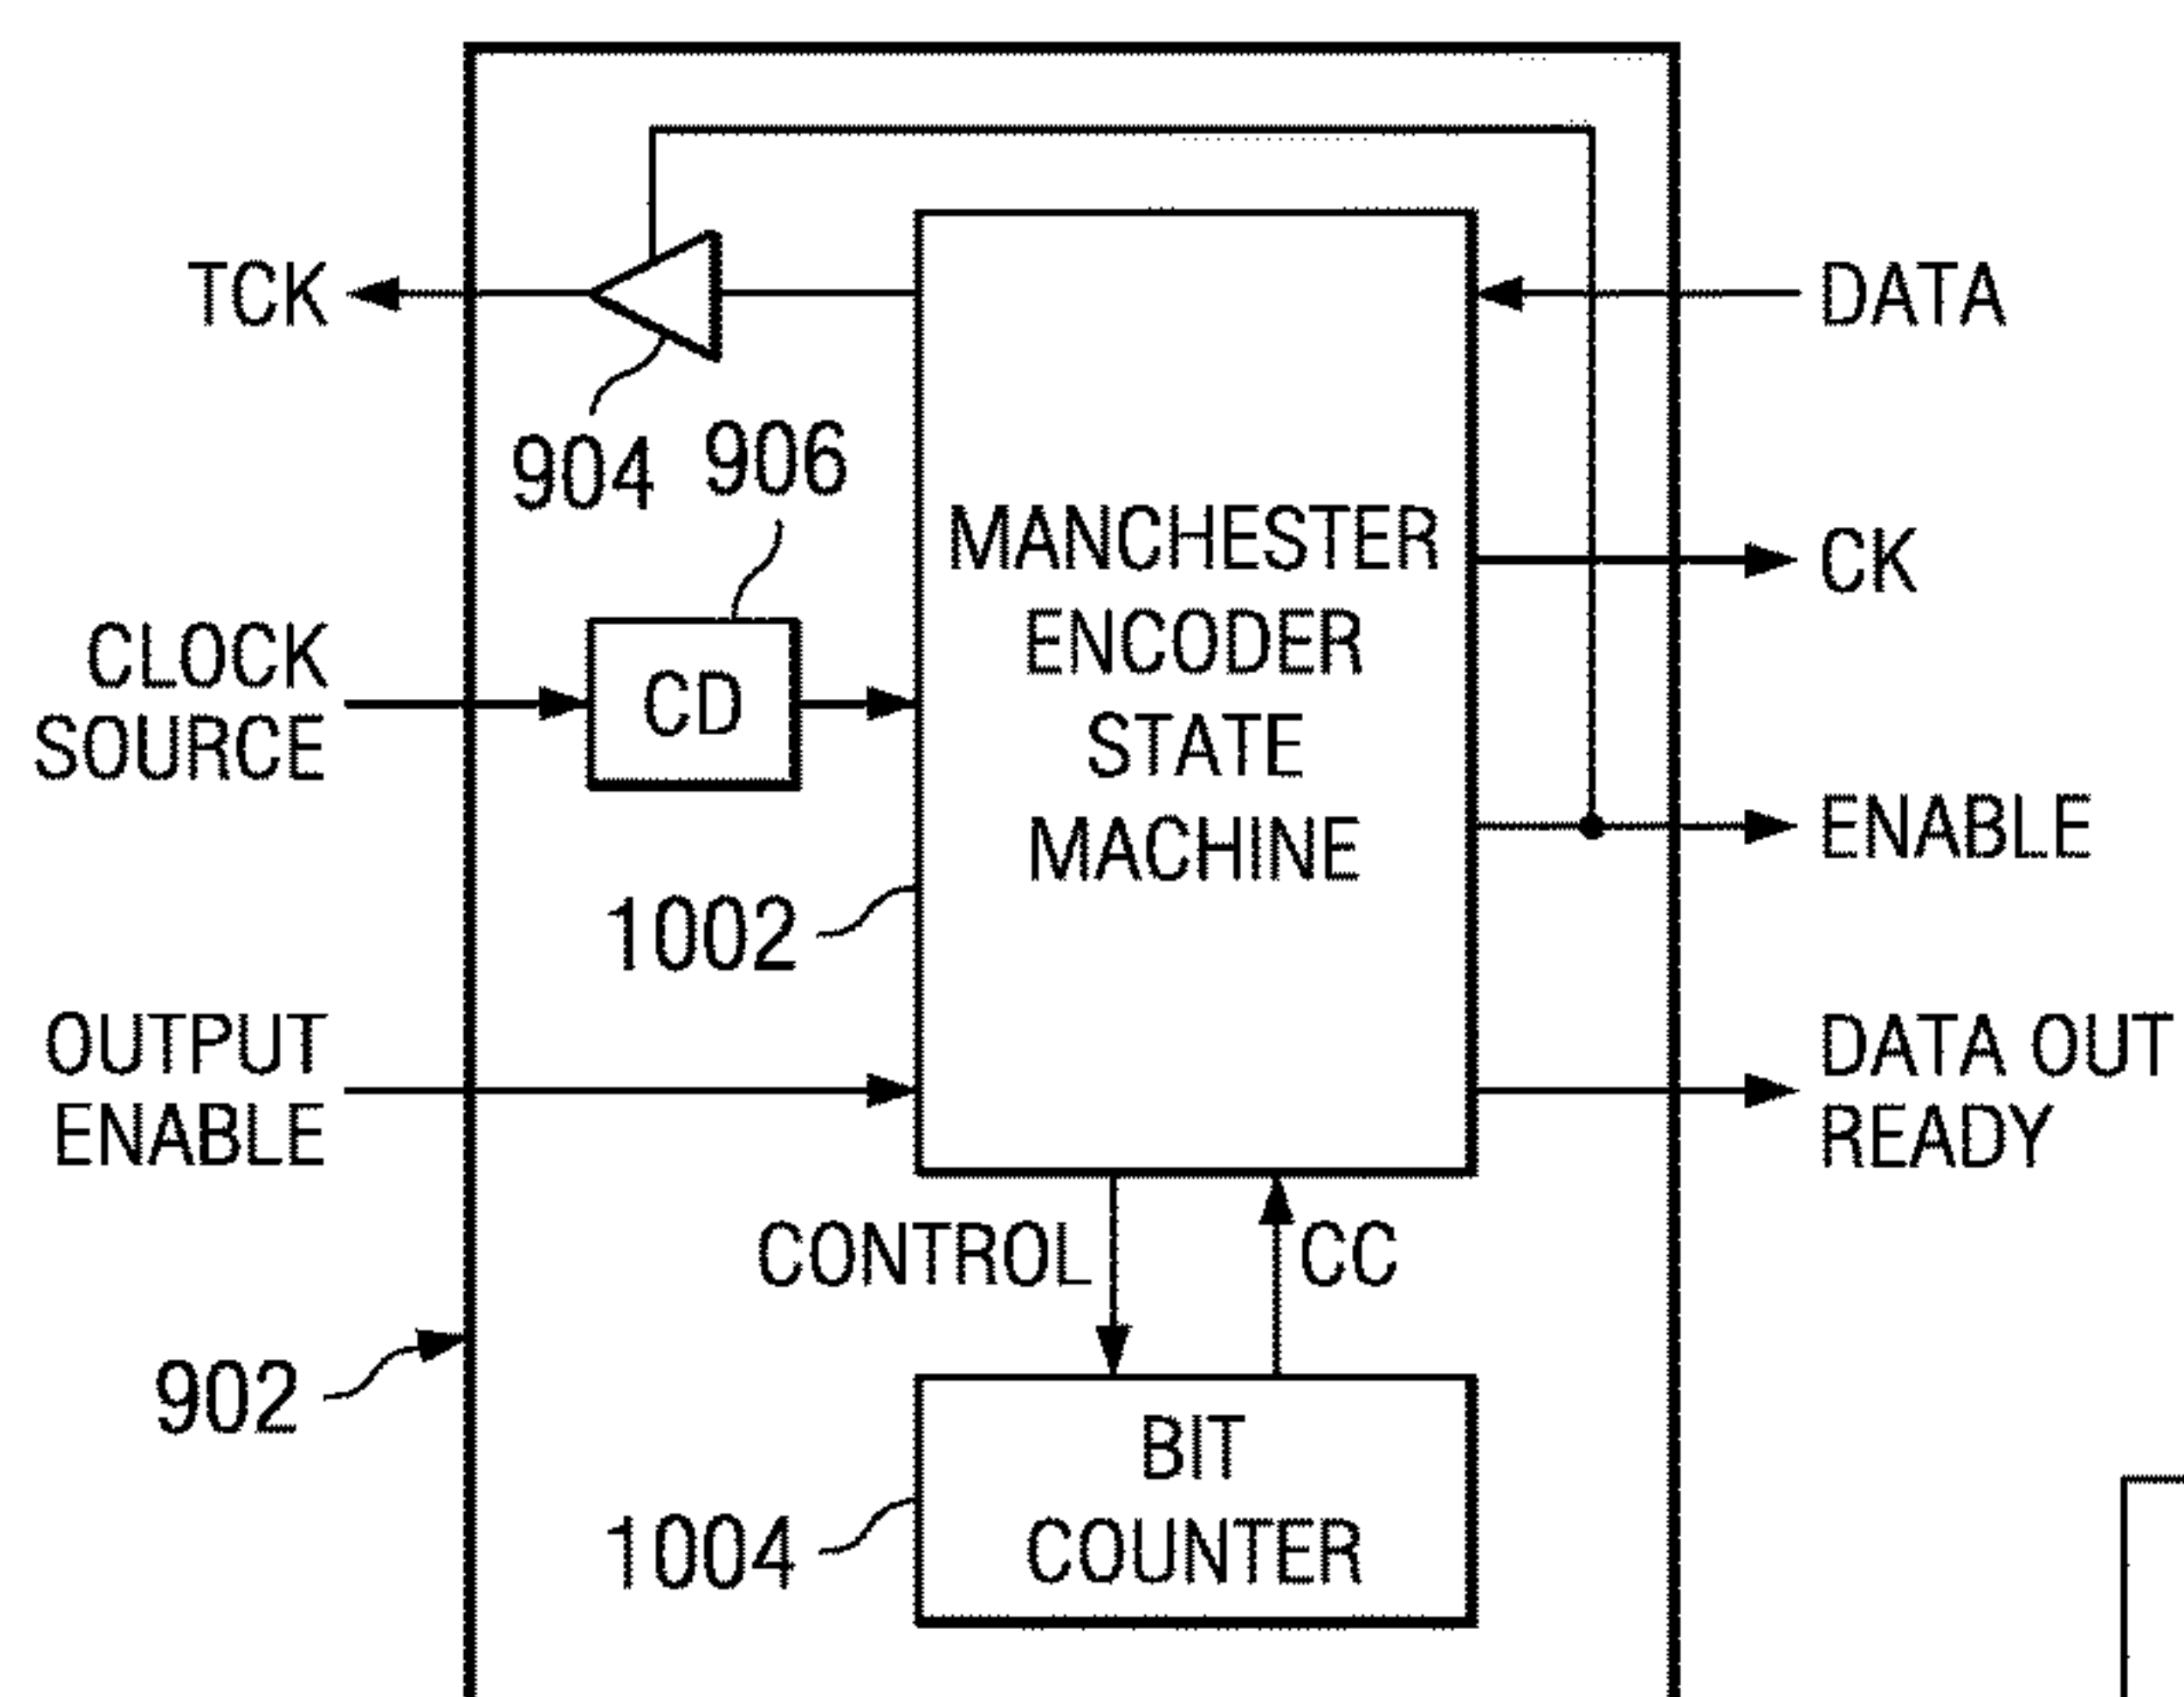 TCK
DATA
904
906
MANCHESTER
ENCODER
STATE
MACHINE
CK
CLOCK
SOURCE
CD
ENABLE
1002
OUTPUT
ENABLE
DATA OUT
READY
CONTROL
CC
902
BIT
COUNTER
1004